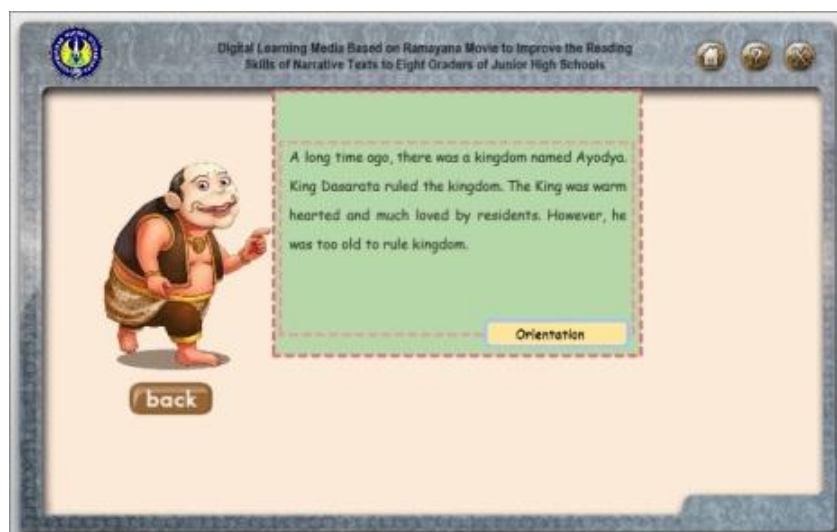 Digital Learning Media Based on Ramayana Movie to Improve the Reading
Skills of Narrative Texts to Eight Graders of Junior High Schools
A long time ago, there was a kingdom named Ayodya.
King Dasarata ruled the kingdom. The King was warm
hearted and much loved by residents. However, he
was too old to rule kingdom.
Orientation
back